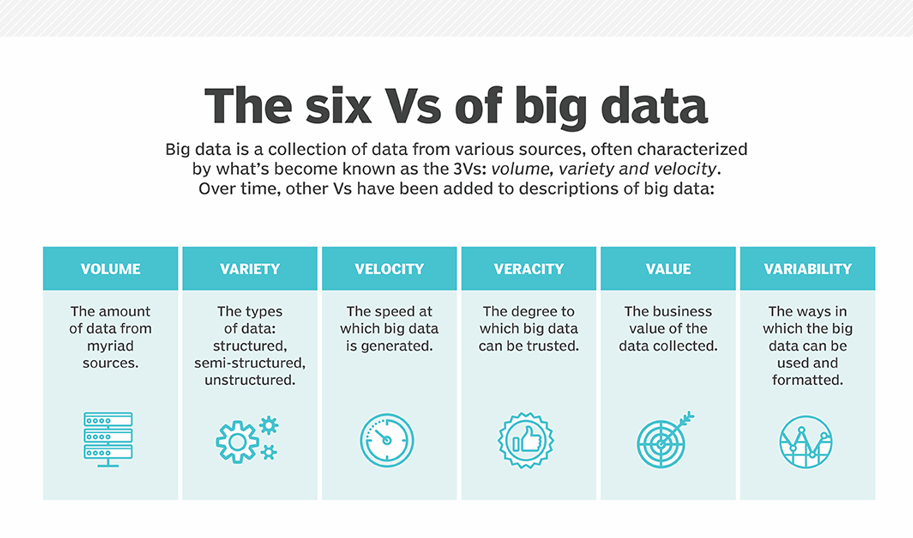 The six Vs of big data
Big data is a collection of data from various sources, often characterized
by what's become known as the 3Vs: volume, variety and velocity.
Over time, other Vs have been added to descriptions of big data:
VOLUME
The amount
of data from
myriad
sources.
VARIETY
The types
of data:
structured,
semi-structured,
unstructured.
VELOCITY
The speed at
which big data
is generated.
VERACITY
The degree to
which big data
can be trusted.
VALUE
The business
value of the
data collected.
VARIABILITY
The ways in
which the big
data can be
used and
formatted.